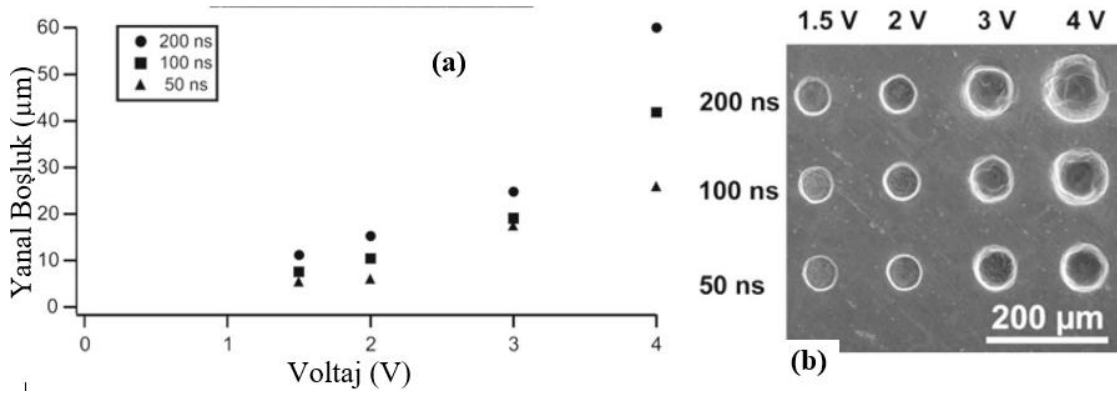 60
50
40
30
20
10
0
Yanal Boşluk (µm)
200 ns
100 ns
50 ns
(a)
0 1 2 3 4
Voltaj (V)
1.5 V 2 V 3 V 4 V
200 ns
100 ns
50 ns
200 µm
(b)